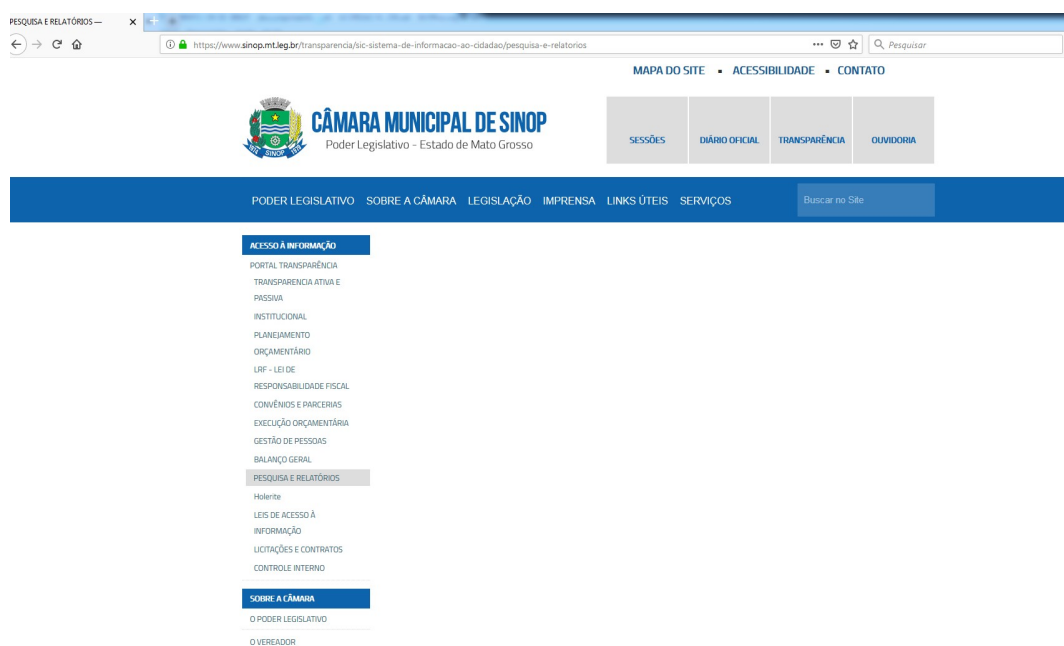 PESQUISA E RELATÓRIOS —
https://www.sinop.mt.leg.br/transparencia/sic-sistema-de-informacao-ao-cidadao/pesquisa-e-relatorios
Pesquisar
MAPA DO SITE ▪ ACESSIBILIDADE ▪ CONTATO
SINOP
CÂMARA MUNICIPAL DE SINOP
Poder Legislativo - Estado de Mato Grosso
SESSÕES DIÁRIO OFICIAL TRANSPARÊNCIA OUVIDORIA
PODER LEGISLATIVO SOBRE A CÂMARA LEGISLAÇÃO IMPRENSA LINKS ÚTEIS SERVIÇOS Buscar no Site
ACESSO À INFORMAÇÃO
PORTAL TRANSPARÊNCIA
TRANSPARENCIA ATIVA E
PASSIVA
INSTITUCIONAL
PLANEJAMENTO
ORÇAMENTÁRIO
LRF - LEI DE
RESPONSABILIDADE FISCAL
CONVÊNIOS E PARCERIAS
EXECUÇÃO ORÇAMENTÁRIA
GESTÃO DE PESSOAS
BALANÇO GERAL
PESQUISA E RELATÓRIOS
Holerite
LEIS DE ACESSO À
INFORMAÇÃO
LICITAÇÕES E CONTRATOS
CONTROLE INTERNO
SOBRE A CÂMARA
O PODER LEGISLATIVO
O VEREADOR